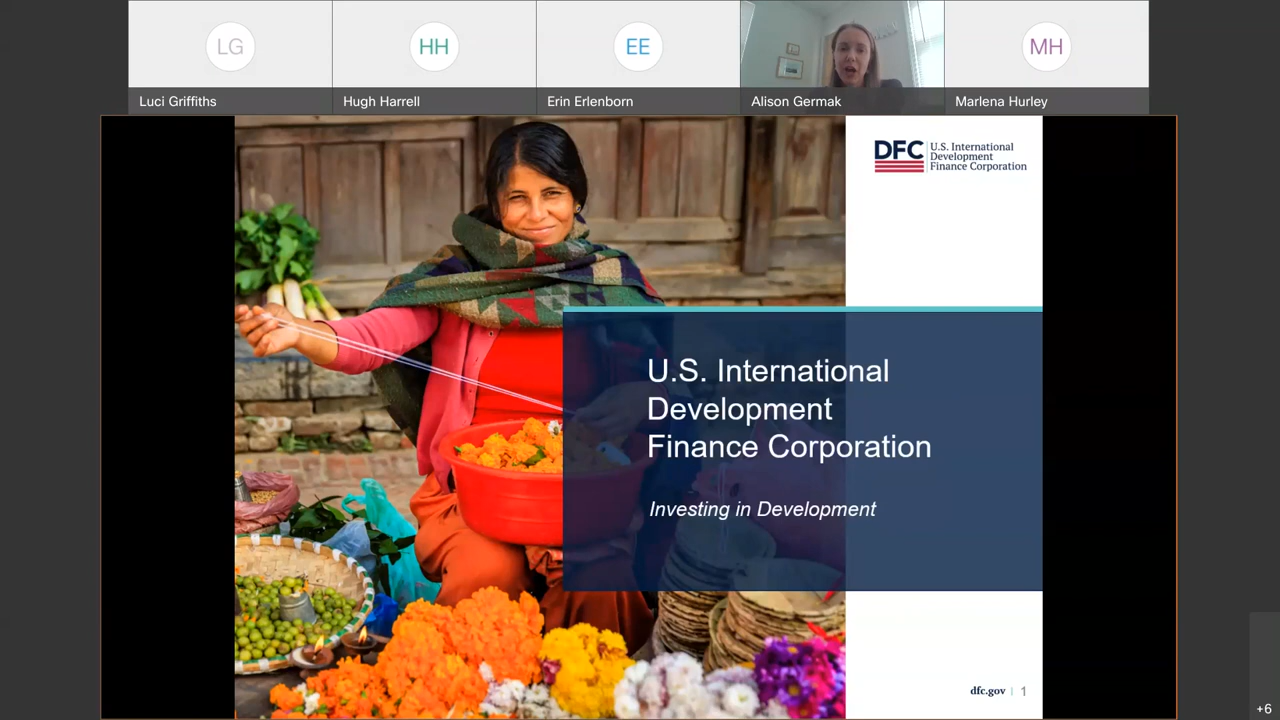 LG
HH
EE
MH
Luci Griffiths
Hugh Harrell
Erin Erlenborn
Alison Germak
Marlena Hurley
DFC
U.S. International
Development
Finance Corporation
U.S. International
Development
Finance Corporation
Investing in Development
dfc.gov | 1
+6